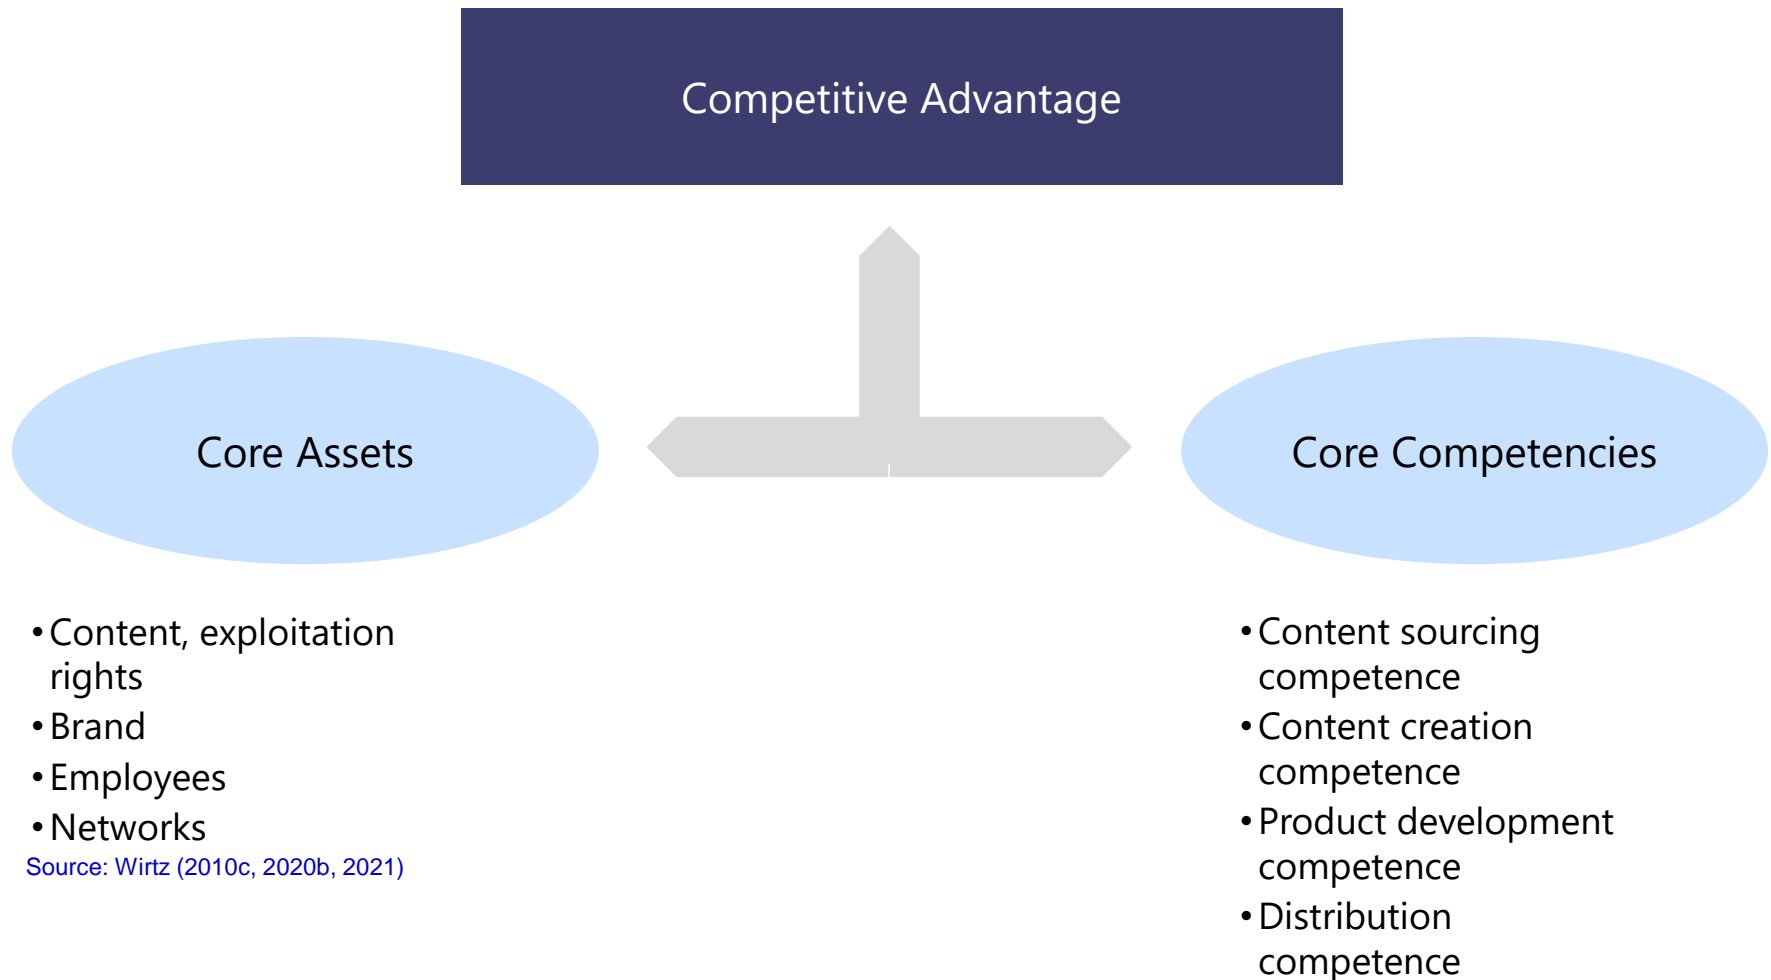 Competitive Advantage
Core Assets
Core Competencies
•Content, exploitation
rights
•Brand
•Employees
•Networks
Source: Wirtz (2010c, 2020b, 2021)
•Content sourcing
competence
•Content creation
competence
•Product development
competence
•Distribution
competence